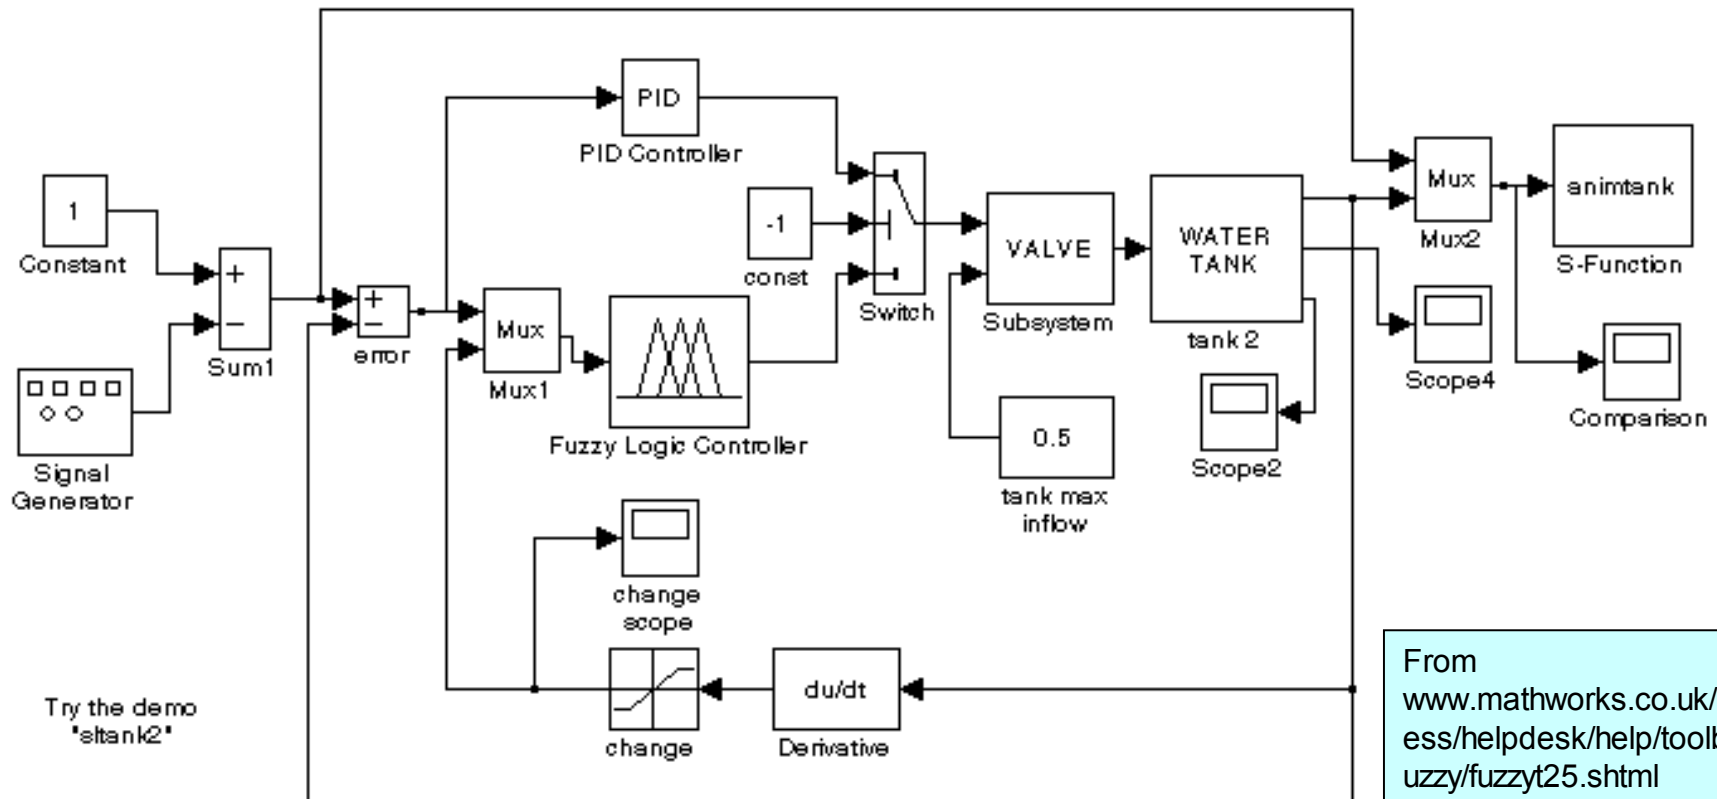 PID
PID Controller
1
Constant
+
−
Sum1
Signal
Generator
+
−
error
Mux
Mux1
Fuzzy Logic Controller
-1
const
Switch
VALVE
Subsystem
WATER
TANK
tank 2
0.5
tank max
inflow
Scope2
Mux
Mux2
animtank
S-Function
Scope4
Comparison
change
scope
change
du/dt
Derivative
Try the demo
"sltank2"
From
www.mathworks.co.uk/
ess/helpdesk/help/toolb
uzzy/fuzzyt25.shtml